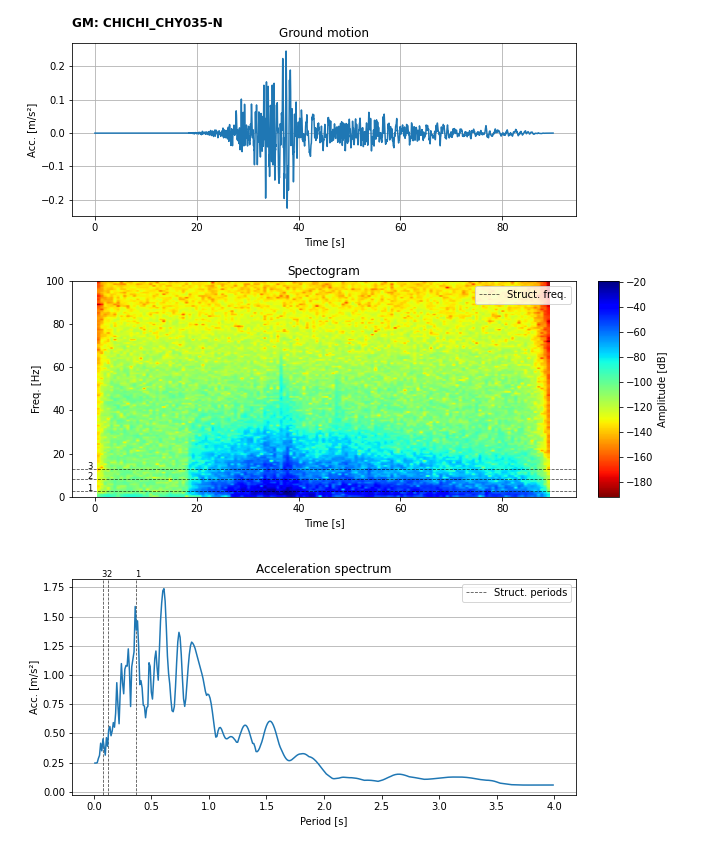 GM: CHICHI_CHY035-N
Ground motion
Acc. [m/s²]
0.2
0.1
0.0
−0.1
−0.2
0 20 40 60 80
Time [s]
Spectogram
Freq. [Hz]
100
80
60
40
20
0
Struct. freq.
3
2
1
0 20 40 60 80
Time [s]
−20
−40
−60
−80
−100
−120
−140
−160
−180
Amplitude [dB]
Acceleration spectrum
3 2 1
Acc. [m/s²]
1.75
1.50
1.25
1.00
0.75
0.50
0.25
0.00
Struct. periods
0.0 0.5 1.0 1.5 2.0 2.5 3.0 3.5 4.0
Period [s]